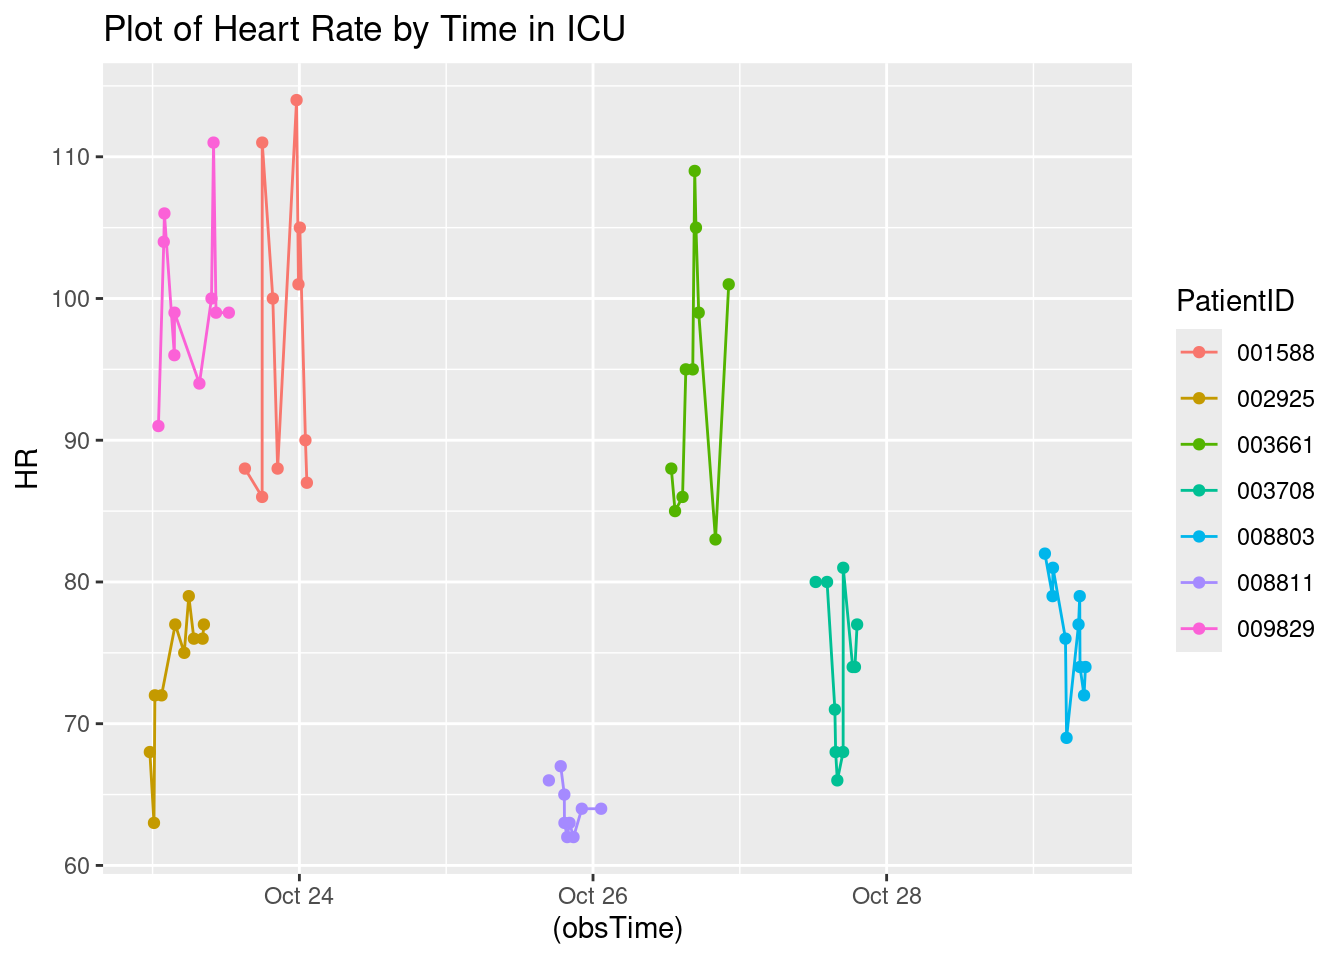 Plot of Heart Rate by Time in ICU
110
100
90
80
70
60
HR
Oct 24
Oct 26
Oct 28
(obsTime)
PatientID
001588
002925
003661
003708
008803
008811
009829